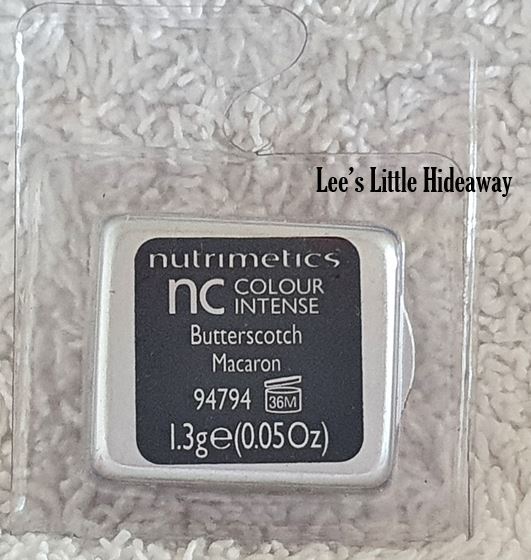 Lee's Little Hideaway
nutrimetics
nc COLOUR
INTENSE
Butterscotch
Macaron
94794 36M
1.3g e (0.05Oz)